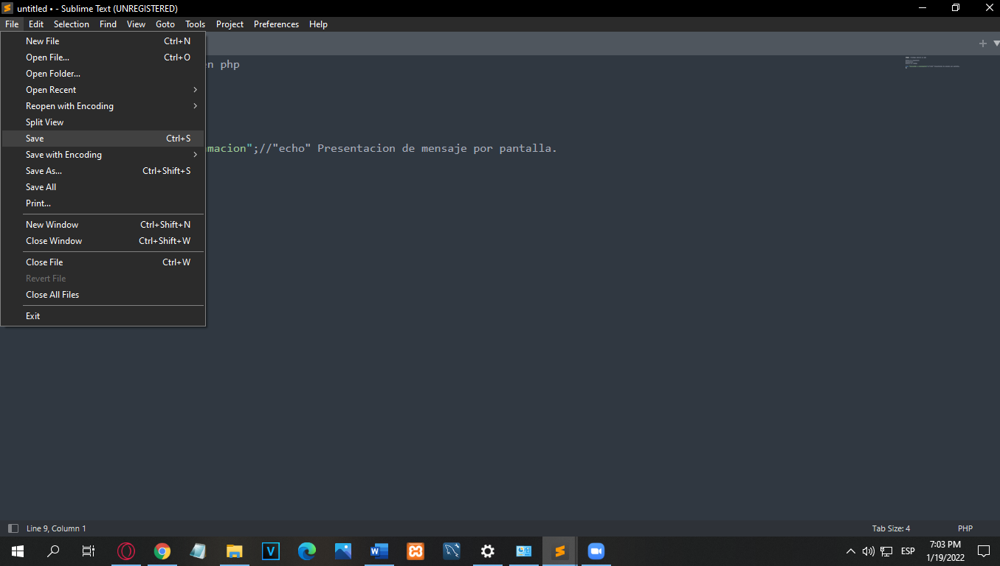 untitled • - Sublime Text (UNREGISTERED)
File Edit Selection Find View Goto Tools Project Preferences Help
New File Ctrl+N
Open File... Ctrl+O
n php
Open Folder...
Open Recent
Reopen with Encoding
Split View
Save Ctrl+S
macion";//"echo" Presentacion de mensaje por pantalla.
Save with Encoding
Save As... Ctrl+Shift+S
Save All
Print...
New Window Ctrl+Shift+N
Close Window Ctrl+Shift+W
Close File Ctrl+W
Revert File
Close All Files
Exit
Line 9, Column 1 Tab Size: 4 PHP
ESP
7:03 PM
1/19/2022